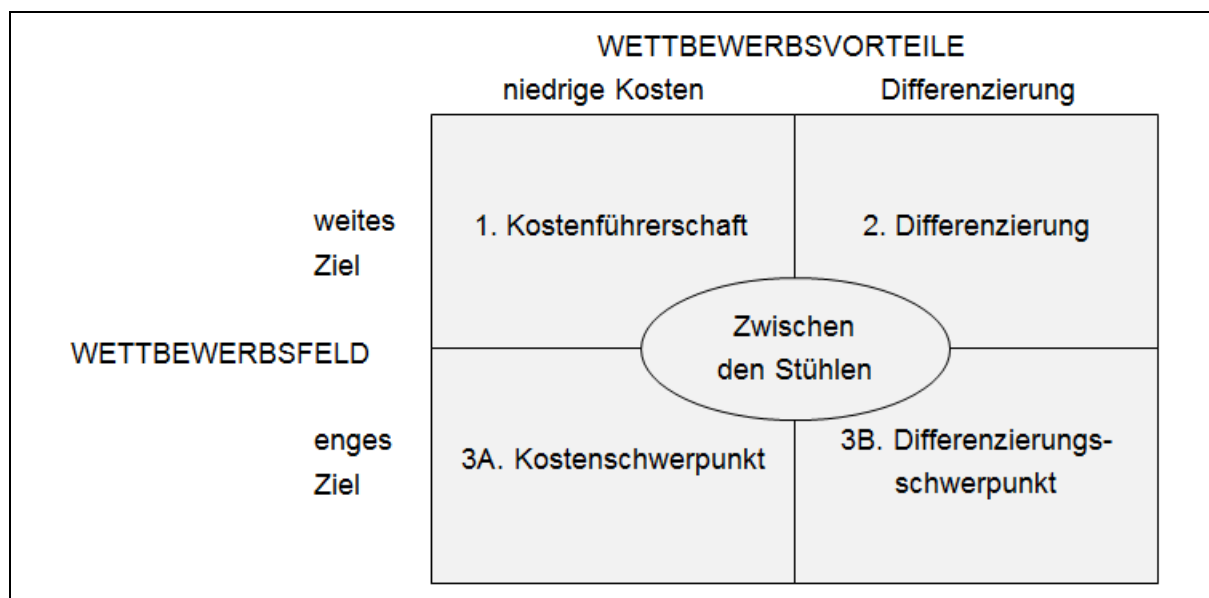 WETTBEWERBSVORTEILE
niedrige Kosten
Differenzierung
weites
Ziel
1. Kostenführerschaft
2. Differenzierung
Zwischen
den Stühlen
WETTBEWERBSFELD
enges
Ziel
3A. Kostenschwerpunkt
3B. Differenzierungs-
schwerpunkt